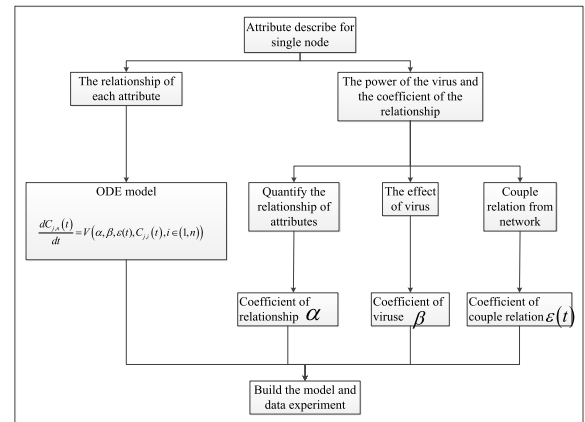 Attribute describe for
single node
The relationship of
each attribute
The power of the virus and
the coefficient of the
relationship
ODE model
dC_{j,n}(t)/dt = V(α, β, ε(t), C_{j,i}(t), i ∈ (1, n))
Quantify the
relationship of
attributes
The effect
of virus
Couple
relation from
network
Coefficient of
relationship α
Coefficient of
viruse β
Coefficient of
couple relation ε(t)
Build the model and
data experiment